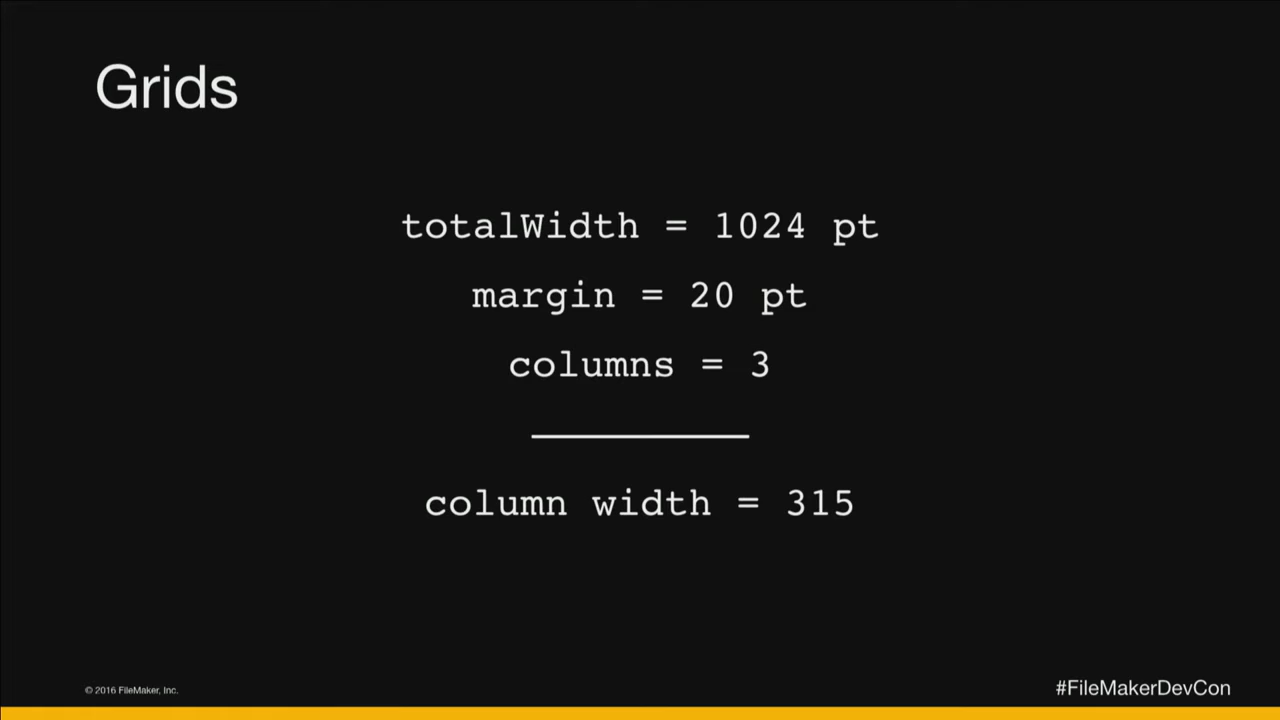 Grids
totalWidth = 1024 pt
margin = 20 pt
columns = 3
column width = 315
© 2016 FileMaker, Inc.
#FileMakerDevCon